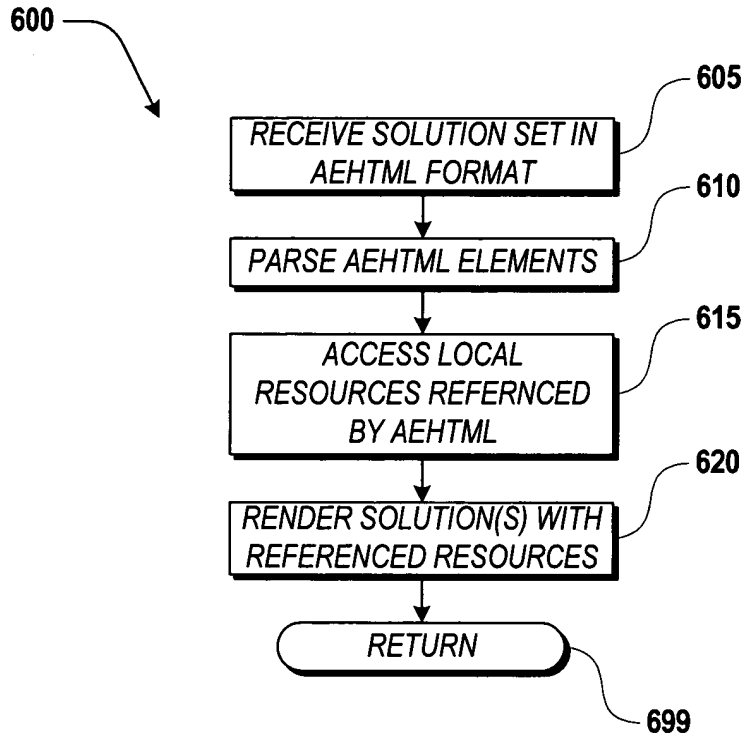 600
605
RECEIVE SOLUTION SET IN
AEHTML FORMAT
610
PARSE AEHTML ELEMENTS
615
ACCESS LOCAL
RESOURCES REFERNCED
BY AEHTML
620
RENDER SOLUTION(S) WITH
REFERENCED RESOURCES
RETURN
699